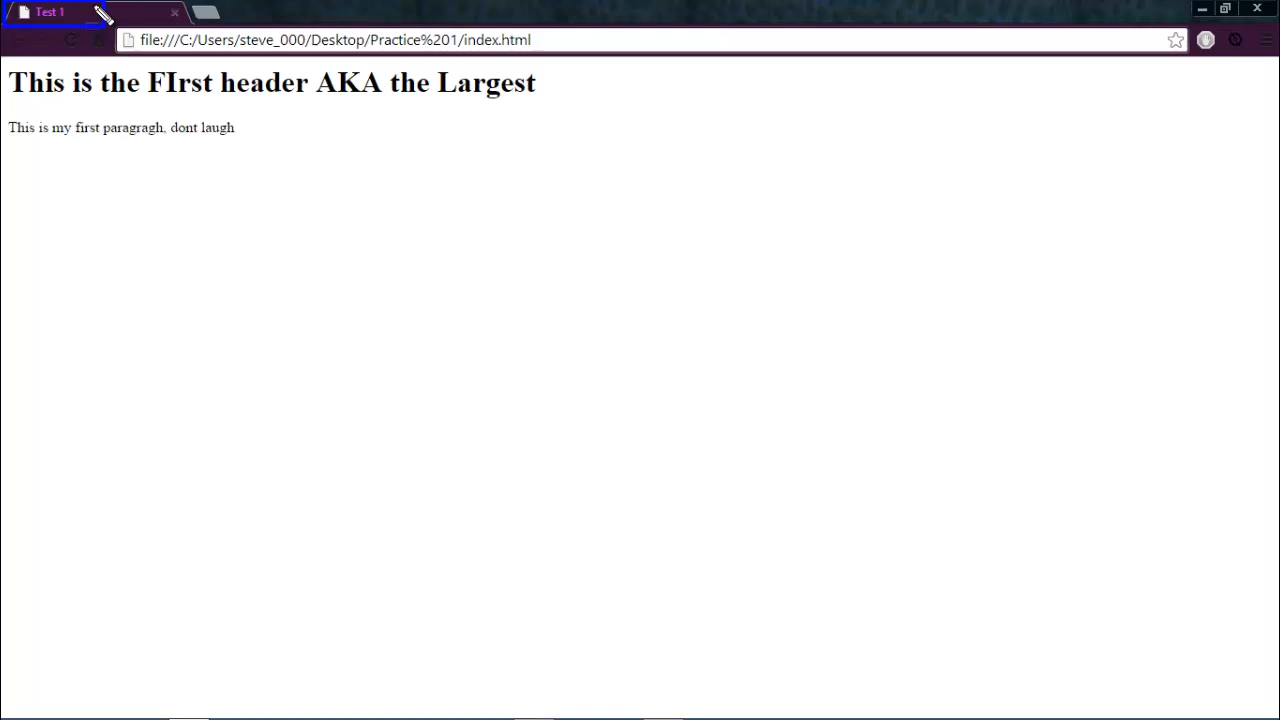 Test 1
file:///C:/Users/steve_000/Desktop/Practice%201/index.html
This is the FIrst header AKA the Largest
This is my first paragragh, dont laugh